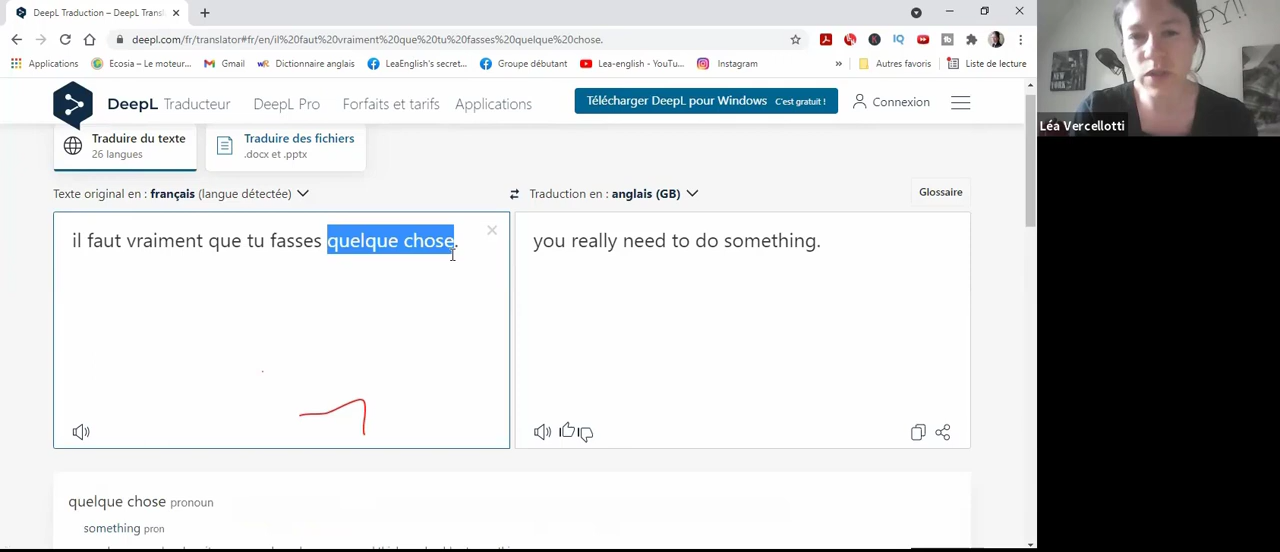 DeepL Traduction – DeepL Trans
deepl.com/fr/translator#fr/en/il%20faut%20vraiment%20que%20tu%20fasses%20quelque%20chose.
Applications
Ecosia – Le moteur...
Gmail
Dictionnaire anglais
LeaEnglish's secret...
Groupe débutant
Lea-english - YouTu...
Instagram
»
Autres favoris
Liste de lecture
DeepL Traducteur
DeepL Pro
Forfaits et tarifs
Applications
Télécharger DeepL pour Windows C'est gratuit !
Connexion
Traduire du texte
26 langues
Traduire des fichiers
.docx et .pptx
Texte original en : français (langue détectée)
Traduction en : anglais (GB)
Glossaire
il faut vraiment que tu fasses quelque chose.
you really need to do something.
quelque chose pronoun
something pron
Léa Vercellotti
NEW YORK
PY!!